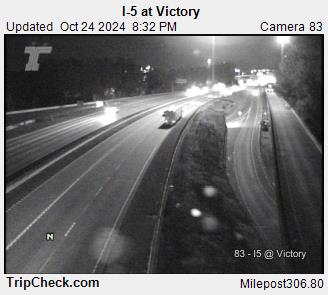 I-5 at Victory
Updated Oct 24 2024 8:32 PM Camera 83
T
N
83 - I5 @ Victory
TripCheck.com Milepost306.80